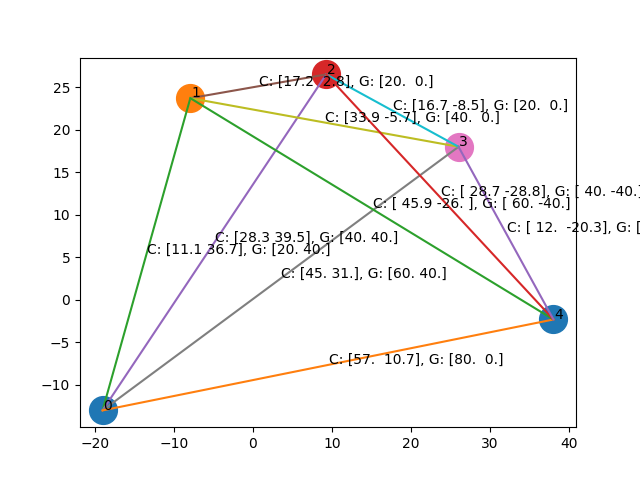 2
C: [17.2 2.8], G: [20. 0.]
1
C: [16.7 -8.5], G: [20. 0.]
C: [33.9 -5.7], G: [40. 0.]
3
C: [ 28.7 -28.8], G: [ 40. -40.]
C: [ 45.9 -26. ], G: [ 60. -40.]
C: [ 12. -20.3], G: [
C: [28.3 39.5], G: [40. 40.]
C: [11.1 36.7], G: [20. 40.]
C: [45. 31.], G: [60. 40.]
4
C: [57. 10.7], G: [80. 0.]
0
25
20
15
10
5
0
−5
−10
−20 −10 0 10 20 30 40